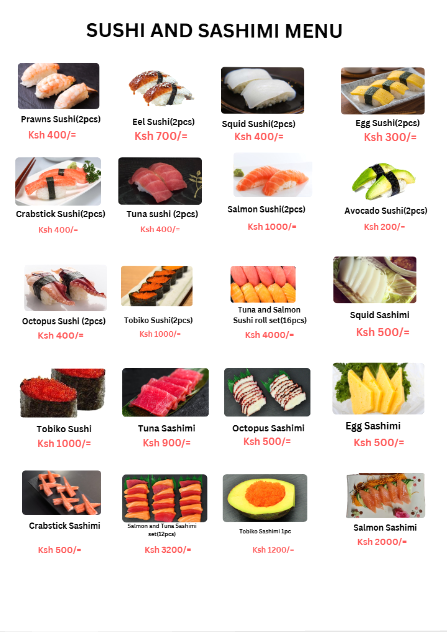 SUSHI AND SASHIMI MENU
Prawns Sushi(2pcs)
Ksh 400/=
Eel Sushi(2pcs)
Ksh 700/=
Squid Sushi(2pcs)
Ksh 400/=
Egg Sushi(2pcs)
Ksh 300/=
Crabstick Sushi(2pcs)
Ksh 400/=
Tuna sushi (2pcs)
Ksh 400/=
Salmon Sushi(2pcs)
Ksh 1000/=
Avocado Sushi(2pcs)
Ksh 200/=
Octopus Sushi (2pcs)
Ksh 400/=
Tobiko Sushi(2pcs)
Ksh 1000/=
Tuna and Salmon
Sushi roll set(16pcs)
Ksh 4000/=
Squid Sashimi
Ksh 500/=
Tobiko Sushi
Ksh 1000/=
Tuna Sashimi
Ksh 900/=
Octopus Sashimi
Ksh 500/=
Egg Sashimi
Ksh 500/=
Crabstick Sashimi
Ksh 500/=
Salmon and Tuna Sashimi
set(12pcs)
Ksh 3200/=
Tobiko Sashimi 1pc
Ksh 1200/=
Salmon Sashimi
Ksh 2000/=